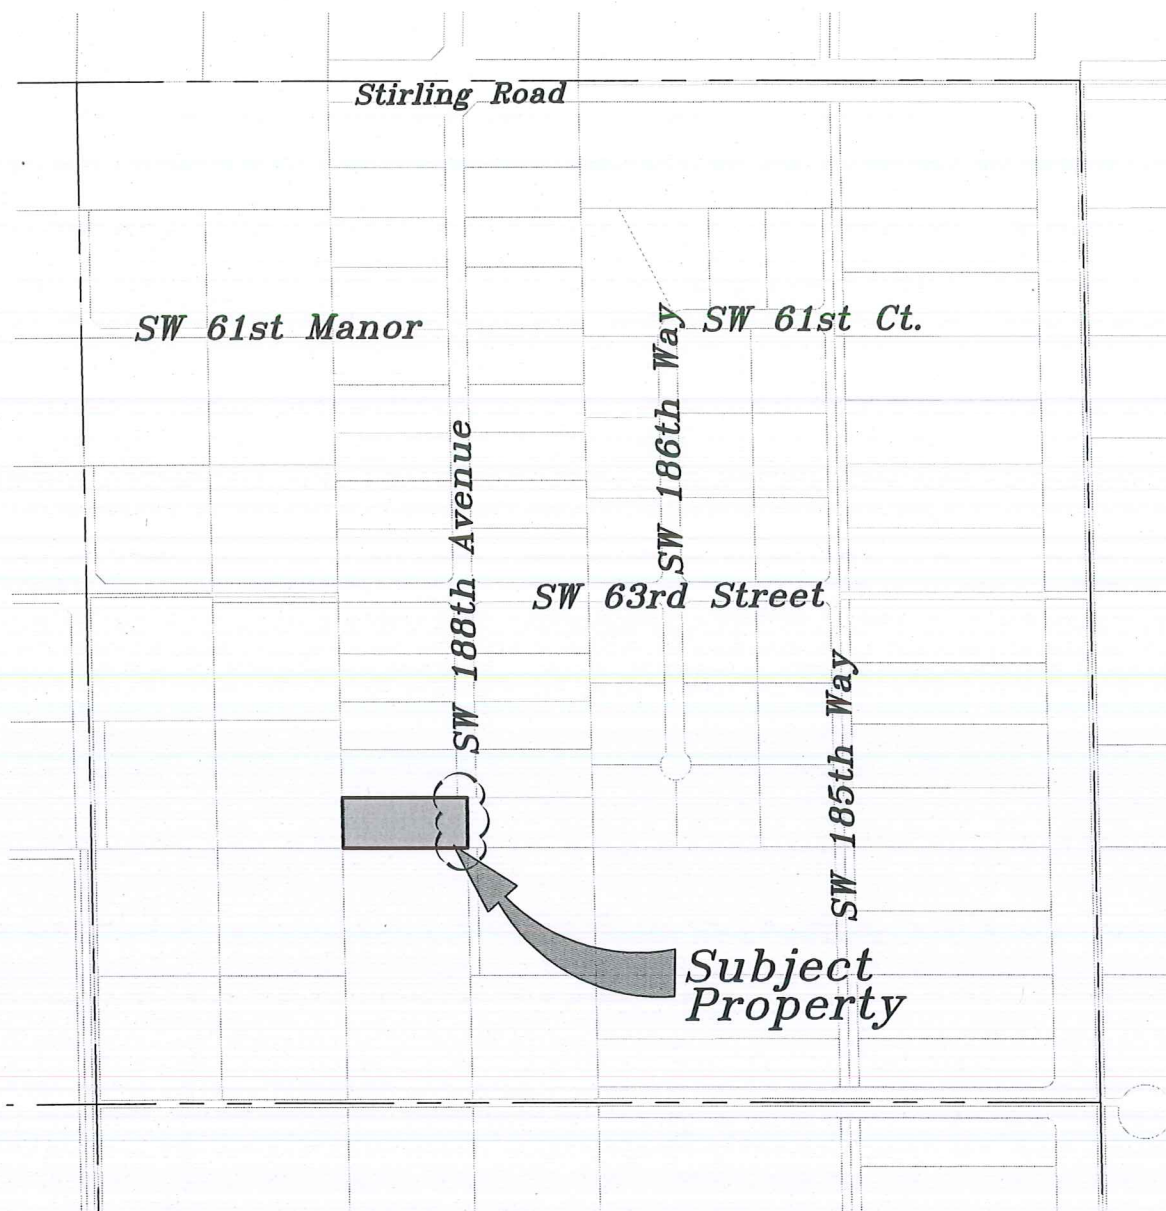 Stirling Road
SW 61st Manor
SW 61st Ct.
SW 186th Way
SW 188th Avenue
SW 63rd Street
SW 185th Way
Subject
Property